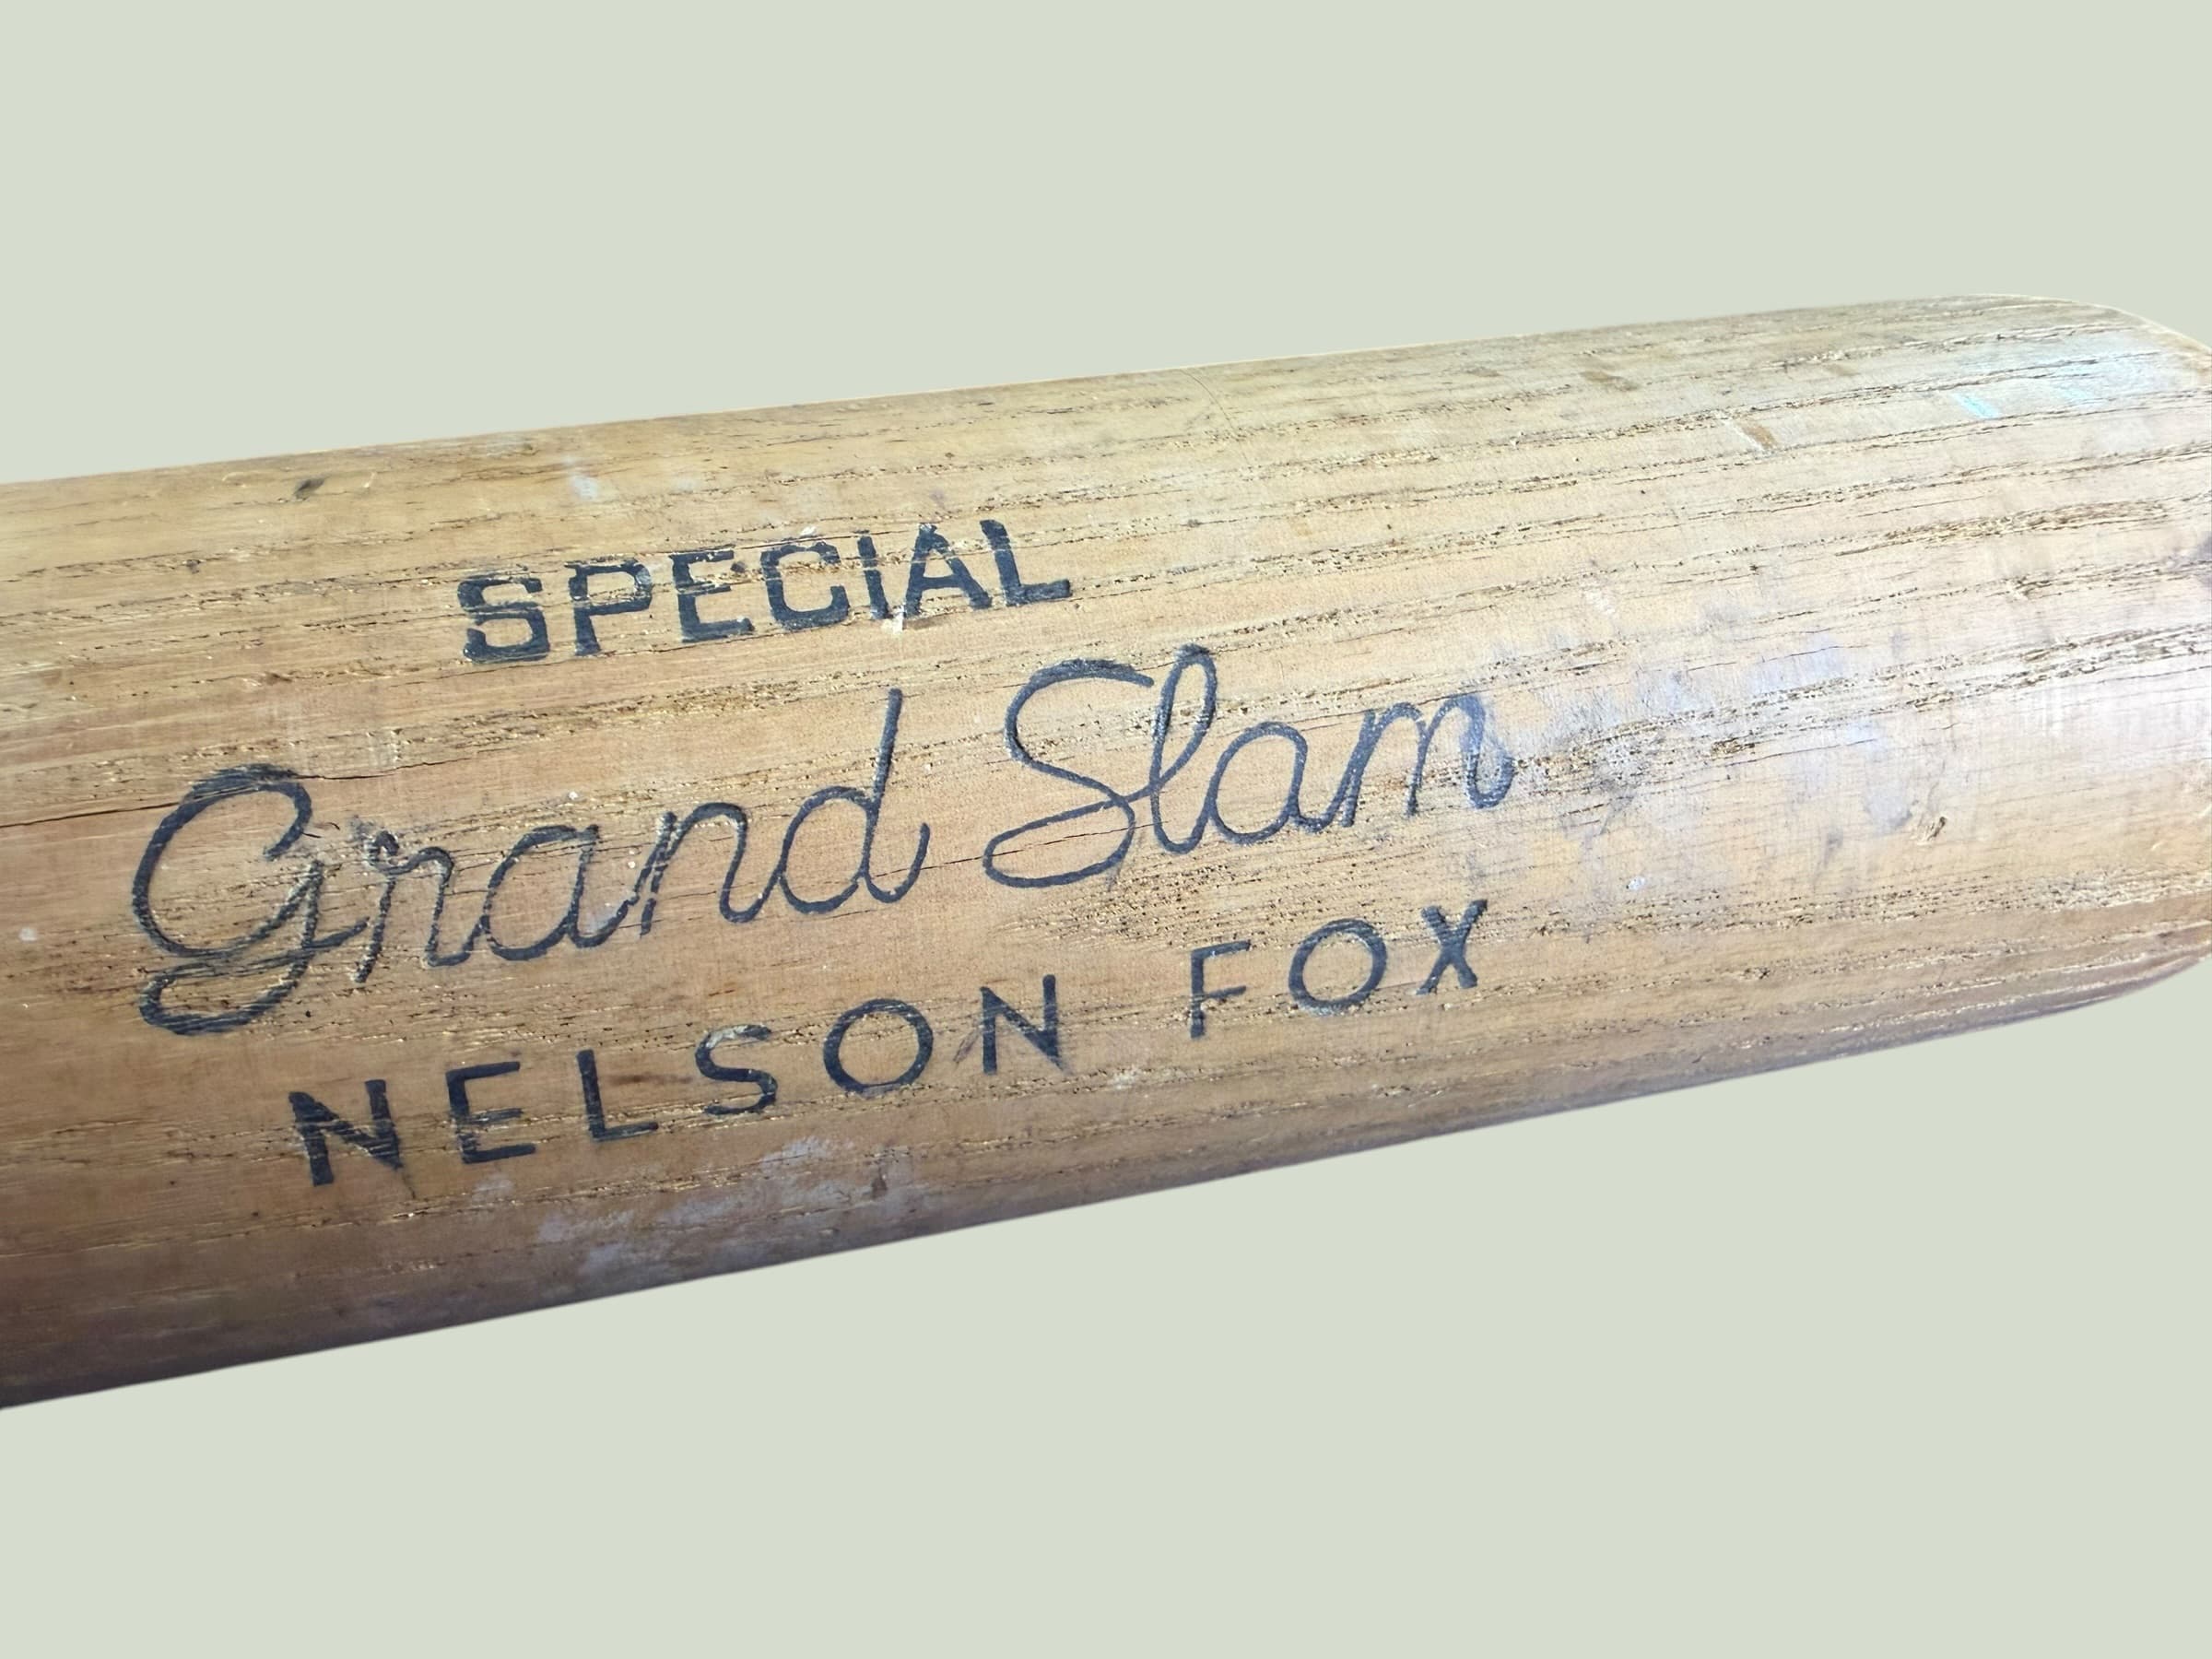 SPECIAL
Grand Slam
NELSON FOX